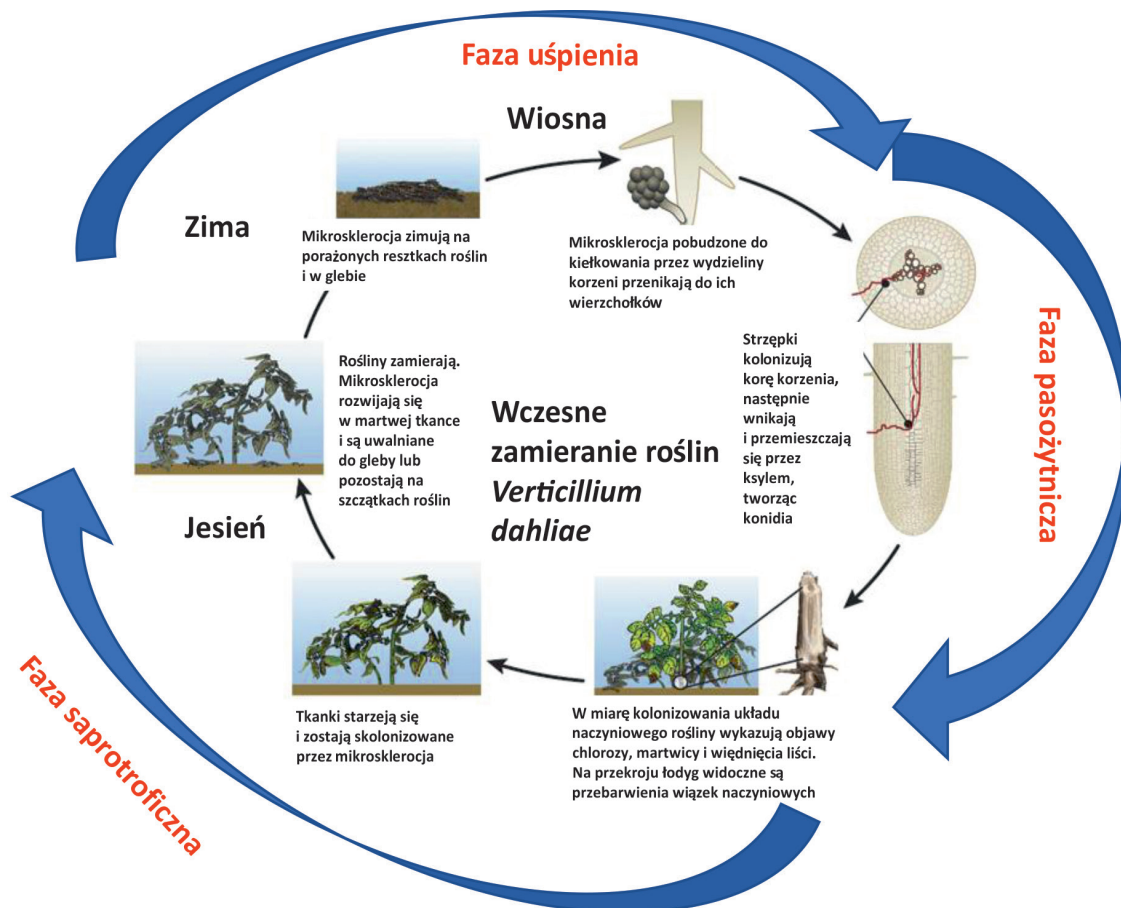 Faza uśpienia
Wiosna
Zima
Mikrosklerocja zimują na
porażonych resztkach roślin
i w glebie
Mikrosklerocja pobudzone do
kiełkowania przez wydzieliny
korzeni przenikają do ich
wierzchołków
Faza pasożytnicza
Strzępki
kolonizują
korę korzenia,
następnie
wnikają
i przemieszczają
się przez
ksylem,
tworząc
konidia
Rośliny zamierają.
Mikrosklerocja
rozwijają się
w martwej tkance
i są uwalniane
do gleby lub
pozostają na
szczątkach roślin
Wczesne
zamieranie roślin
Verticillium
dahliae
Jesień
W miarę kolonizowania układu
naczyniowego rośliny wykazują objawy
chlorozy, martwicy i więdnięcia liści.
Na przekroju łodyg widoczne są
przebarwienia wiązek naczyniowych
Tkanki starzeją się
i zostają skolonizowane
przez mikrosklerocja
Faza saprotroficzna